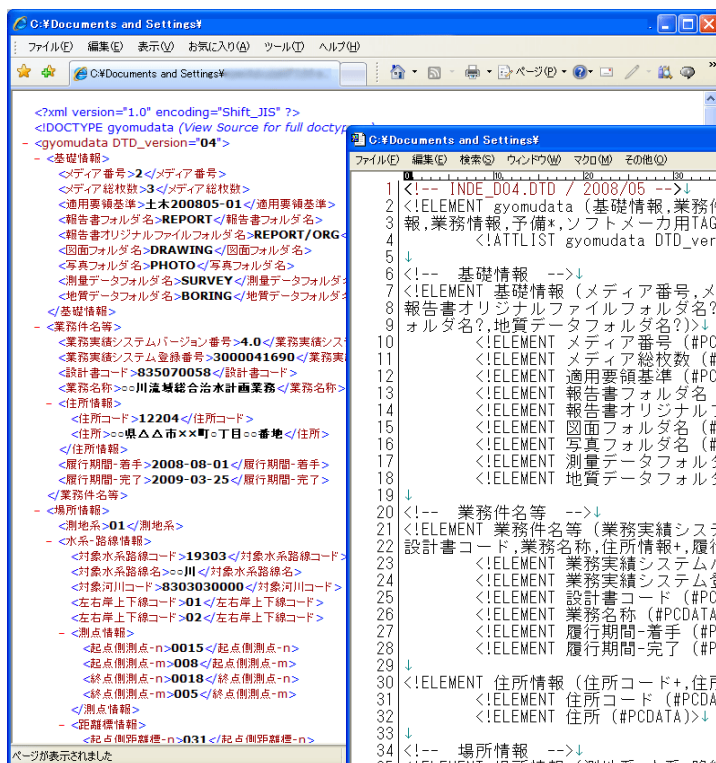 C:¥Documents and Settings¥
ファイル(F) 編集(E) 表示(V) お気に入り(A) ツール(T) ヘルプ(H)
C:¥Documents and Settings¥
ページ(P)
<?xml version="1.0" encoding="Shift_JIS" ?>
<!DOCTYPE gyomudata (View Source for full doctyp
- <gyomudata DTD_version="04">
- <基礎情報>
<メディア番号>2</メディア番号>
<メディア総枚数>3</メディア総枚数>
<適用要領基準>土木200805-01</適用要領基準>
<報告書フォルダ名>REPORT</報告書フォルダ名>
<報告書オリジナルファイルフォルダ名>REPORT/ORG<
<図面フォルダ名>DRAWING</図面フォルダ名>
<写真フォルダ名>PHOTO</写真フォルダ名>
<測量データフォルダ名>SURVEY</測量データフォルダ
<地質データフォルダ名>BORING</地質データフォルダ名
</基礎情報>
- <業務件名等>
<業務実績システムバージョン番号>4.0</業務実績シス
<業務実績システム登録番号>3000041690</業務実
<設計書コード>835070058</設計書コード>
<業務名称>○○川流域総合治水計画業務</業務名称>
- <住所情報>
<住所コード>12204</住所コード>
<住所>○○県△△市××町○丁目○○番地</住所>
</住所情報>
<履行期間-着手>2008-08-01</履行期間-着手>
<履行期間-完了>2009-03-25</履行期間-完了>
</業務件名等>
- <場所情報>
<測地系>01</測地系>
- <水系-路線情報>
<対象水系路線コード>19303</対象水系路線コード>
<対象水系路線名>○○川</対象水系路線名>
<対象河川コード>8303030000</対象河川コード>
<左右岸上下線コード>01</左右岸上下線コード>
<左右岸上下線コード>02</左右岸上下線コード>
- <測点情報>
<起点側測点-n>0015</起点側測点-n>
<起点側測点-m>008</起点側測点-m>
<終点側測点-n>0018</終点側測点-n>
<終点側測点-m>005</終点側測点-m>
</測点情報>
- <距離標情報>
<起点側距離標-n>031</起点側距離標-n>
ページが表示されました
C:¥Documents and Settings¥
ファイル(F) 編集(E) 検索(S) ウィンドウ(W) マクロ(M) その他(O)
0 10 20 30
1 <!-- INDE_D04.DTD / 2008/05 -->↓
2 <!ELEMENT gyomudata (基礎情報,業務件
3 報,業務情報,予備*,ソフトメーカ用TAG
4 <!ATTLIST gyomudata DTD_ver
5 ↓
6 <!-- 基礎情報 -->↓
7 <!ELEMENT 基礎情報 (メディア番号,メ
8 報告書オリジナルファイルフォルダ名?
9 ォルダ名?,地質データフォルダ名?)>↓
10 <!ELEMENT メディア番号 (#PC
11 <!ELEMENT メディア総枚数 (#
12 <!ELEMENT 適用要領基準 (#PC
13 <!ELEMENT 報告書フォルダ名
14 <!ELEMENT 報告書オリジナルフ
15 <!ELEMENT 図面フォルダ名 (#
16 <!ELEMENT 写真フォルダ名 (#
17 <!ELEMENT 測量データフォルダ
18 <!ELEMENT 地質データフォルダ
19 ↓
20 <!-- 業務件名等 -->↓
21 <!ELEMENT 業務件名等 (業務実績システ
22 設計書コード,業務名称,住所情報+,履行
23 <!ELEMENT 業務実績システムバ
24 <!ELEMENT 業務実績システム登
25 <!ELEMENT 設計書コード (#PC
26 <!ELEMENT 業務名称 (#PCDATA
27 <!ELEMENT 履行期間-着手 (#P
28 <!ELEMENT 履行期間-完了 (#P
29 ↓
30 <!ELEMENT 住所情報 (住所コード+,住所
31 <!ELEMENT 住所コード (#PCDA
32 <!ELEMENT 住所 (#PCDATA)>↓
33 ↓
34 <!-- 場所情報 -->↓